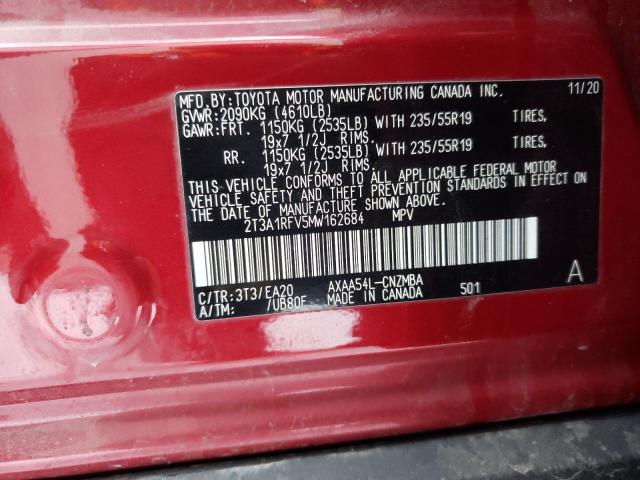 MFD.BY:TOYOTA MOTOR MANUFACTURING CANADA INC. 11/20
GVWR:2090KG (4610LB)
GAWR:FRT. 1150KG (2535LB) WITH 235/55R19 TIRES,
19x7 1/2J RIMS.
RR. 1150KG (2535LB) WITH 235/55R19 TIRES,
19x7 1/2J RIMS.
THIS VEHICLE CONFORMS TO ALL APPLICABLE FEDERAL MOTOR
VEHICLE SAFETY AND THEFT PREVENTION STANDARDS IN EFFECT ON
THE DATE OF MANUFACTURE SHOWN ABOVE.
2T3A1RFV5MW162684 MPV
C/TR:3T3/EA20 AXAA54L-CNZMBA A
A/TM: /UB80F MADE IN CANADA 501